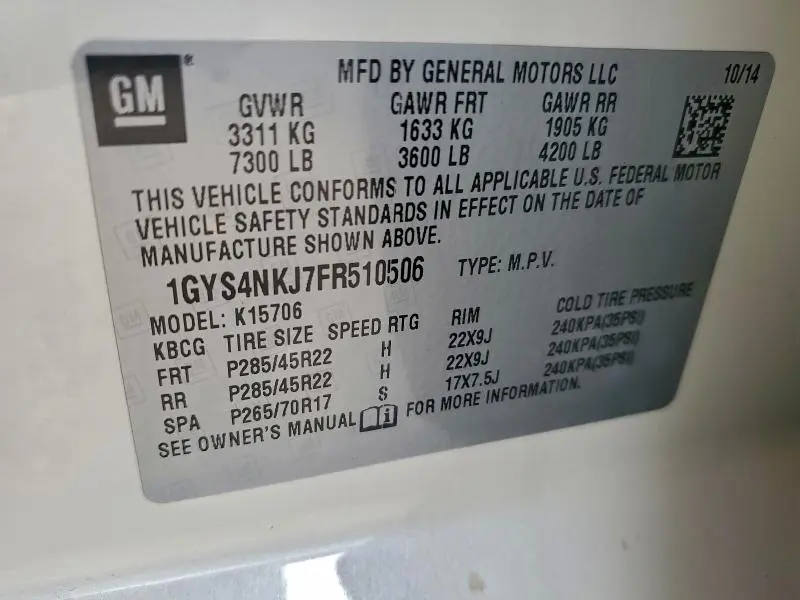 GM
MFD BY GENERAL MOTORS LLC 10/14
GVWR GAWR FRT GAWR RR
3311 KG 1633 KG 1905 KG
7300 LB 3600 LB 4200 LB
THIS VEHICLE CONFORMS TO ALL APPLICABLE U.S. FEDERAL MOTOR
VEHICLE SAFETY STANDARDS IN EFFECT ON THE DATE OF
MANUFACTURE SHOWN ABOVE.
1GYS4NKJ7FR510506 TYPE: M.P.V.
MODEL: K15706
KBCG TIRE SIZE SPEED RTG RIM COLD TIRE PRESSURE
FRT P285/45R22 H 22X9J 240KPA(35PSI)
RR P285/45R22 H 22X9J 240KPA(35PSI)
SPA P265/70R17 S 17X7.5J 240KPA(35PSI)
SEE OWNER'S MANUAL FOR MORE INFORMATION.